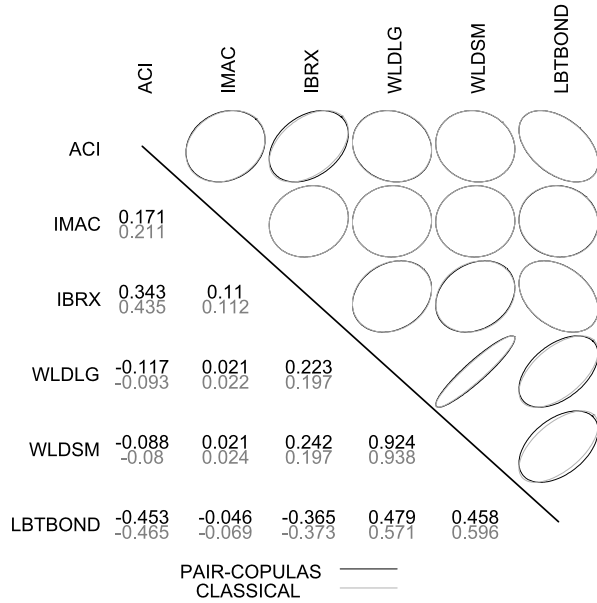 ACI IMAC IBRX WLDLG WLDSM LBTBOND
ACI
IMAC 0.171
0.211
IBRX 0.343 0.11
0.435 0.112
WLDLG -0.117 0.021 0.223
-0.093 0.022 0.197
WLDSM -0.088 0.021 0.242 0.924
-0.08 0.024 0.197 0.938
LBTBOND -0.453 -0.046 -0.365 0.479 0.458
-0.465 -0.069 -0.373 0.571 0.596
PAIR-COPULAS
CLASSICAL